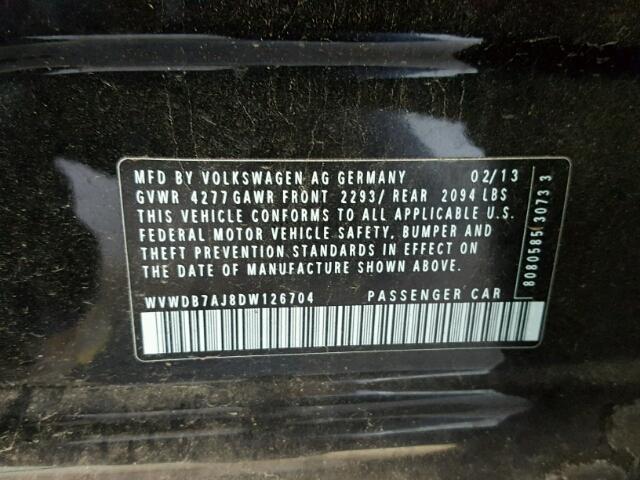 MFD BY VOLKSWAGEN AG GERMANY 02/13
GVWR 4277 GAWR FRONT 2293/ REAR 2094 LBS
THIS VEHICLE CONFORMS TO ALL APPLICABLE U.S.
FEDERAL MOTOR VEHICLE SAFETY, BUMPER AND
THEFT PREVENTION STANDARDS IN EFFECT ON
DATE OF MANUFACTURE SHOWN ABOVE.
WVWDB7AJ8DW126704 PASSENGER CAR
8080585 3073 3